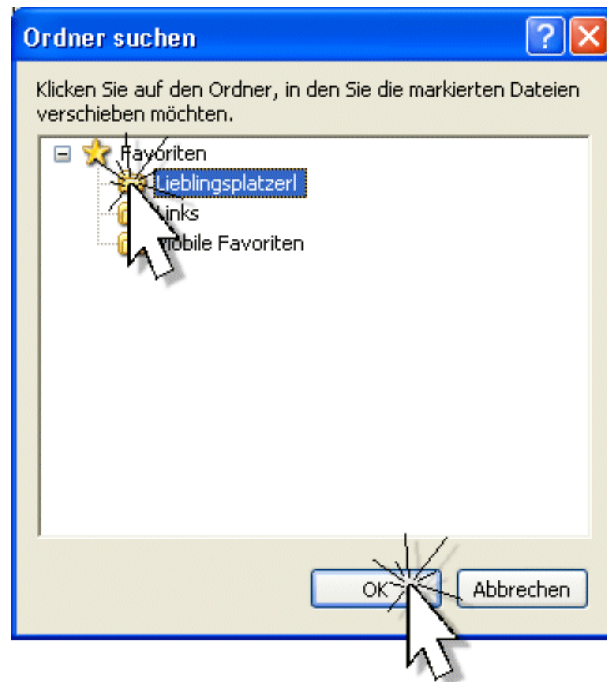 Ordner suchen
Klicken Sie auf den Ordner, in den Sie die markierten Dateien
verschieben möchten.
Favoriten
Lieblingsplatzerl
Links
Mobile Favoriten
OK
Abbrechen